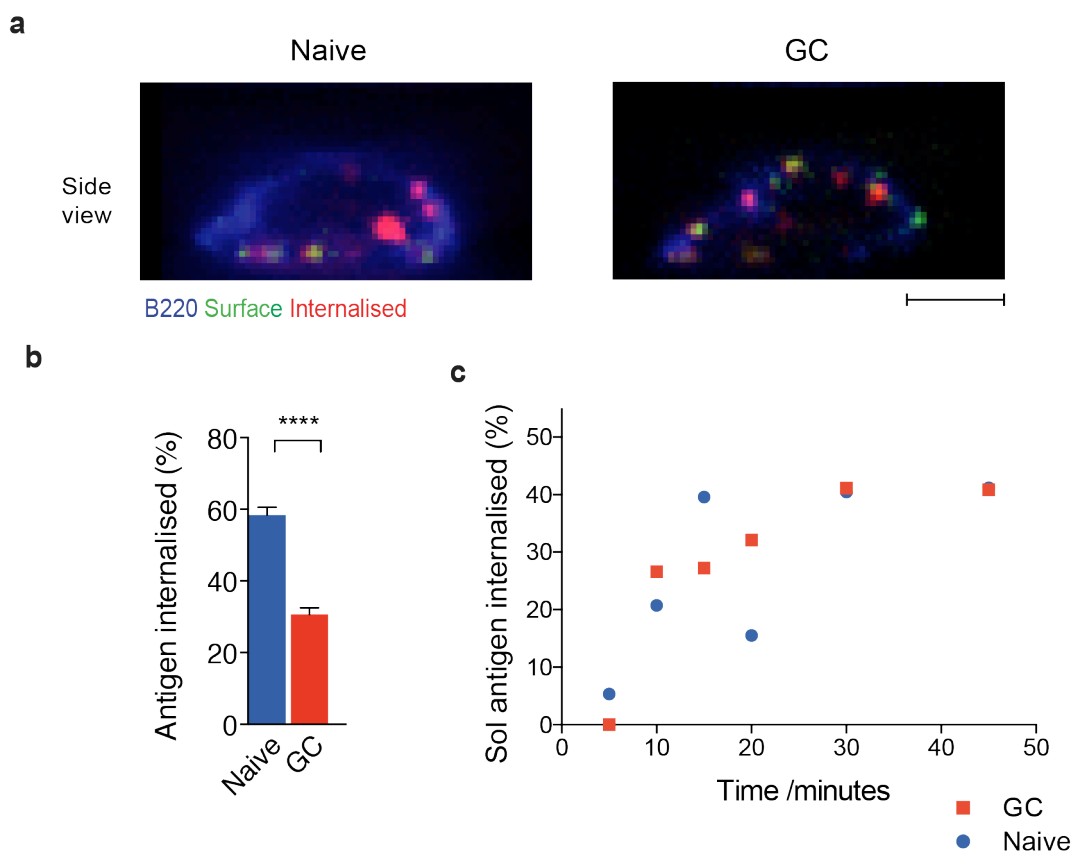 a
Naive
GC
Side
view
B220 Surface Internalised
b
c
****
Antigen internalised (%)
80
60
40
20
0
Naive
GC
Sol antigen internalised (%)
50
40
30
20
10
0
0 10 20 30 40 50
Time /minutes
GC
Naive